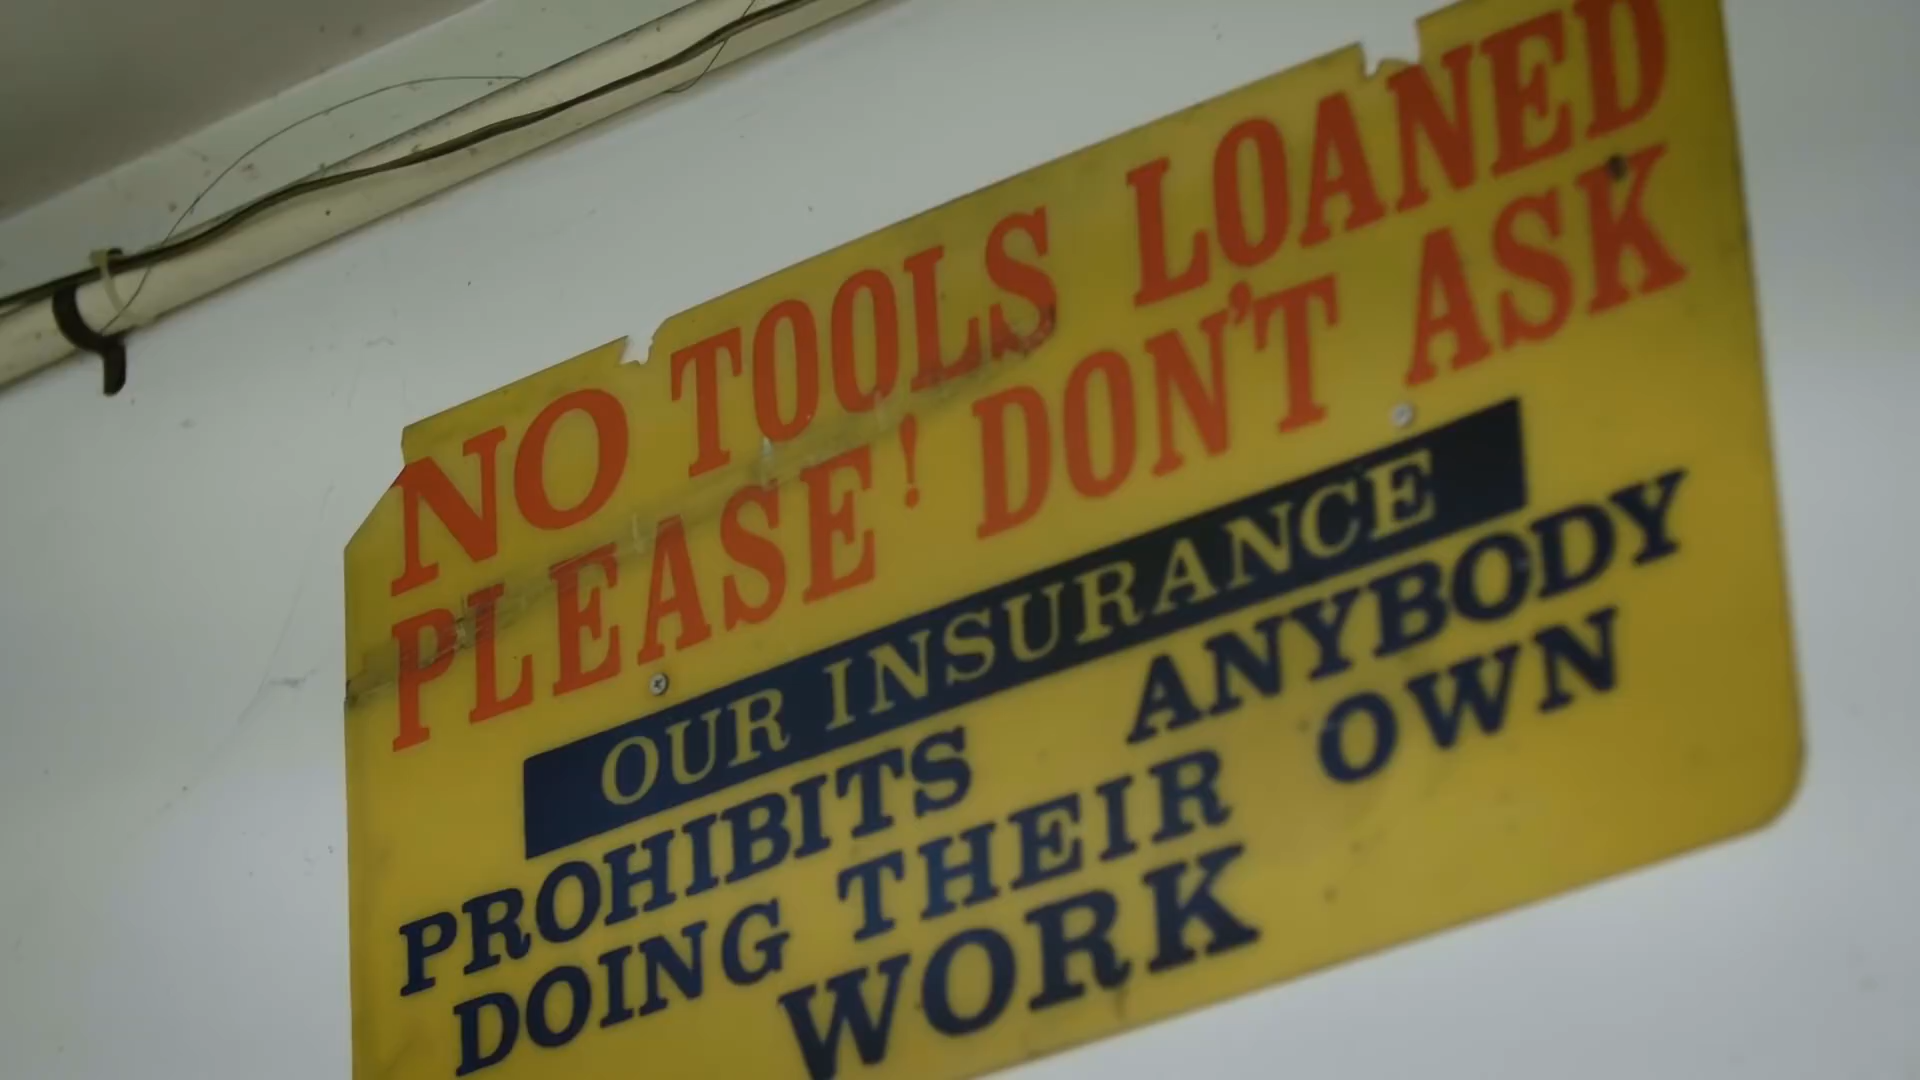 NO TOOLS LOANED
PLEASE! DON'T ASK
OUR INSURANCE
PROHIBITS ANYBODY
DOING THEIR OWN
WORK